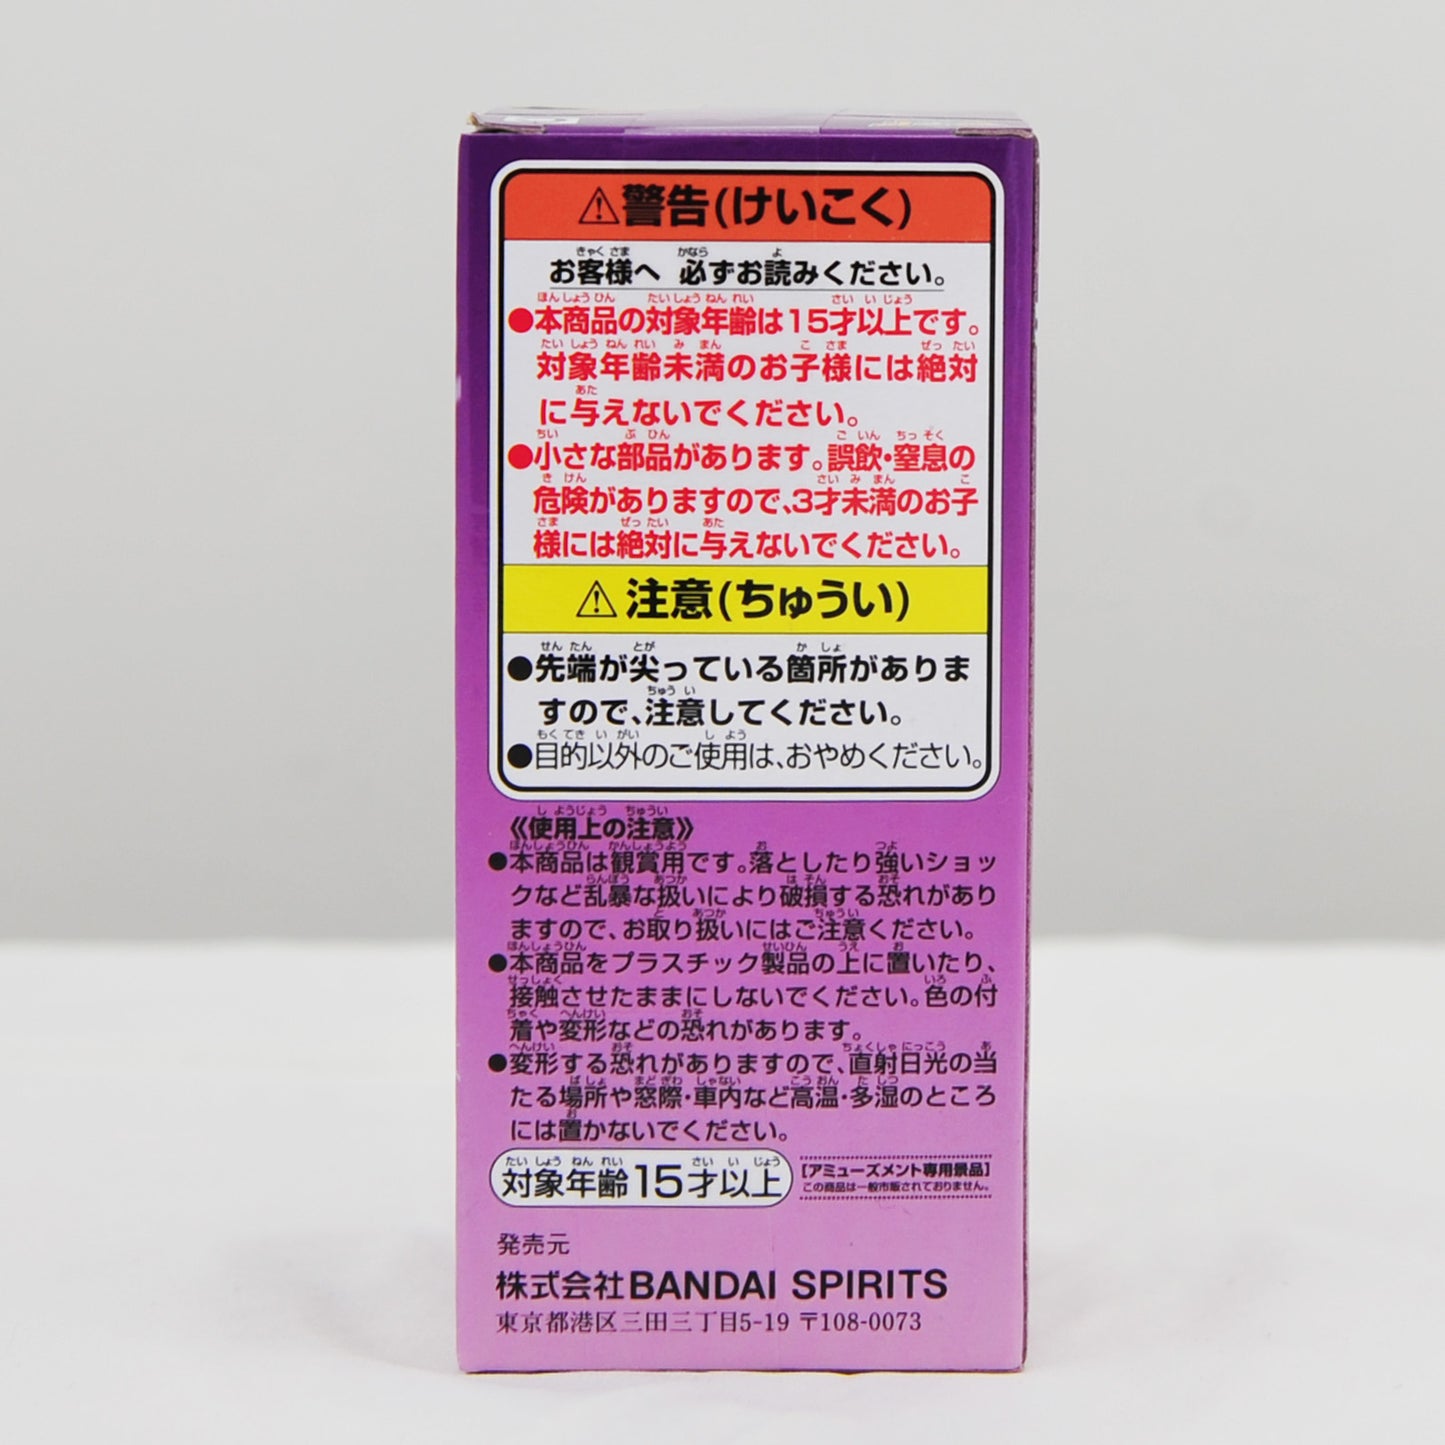 ⚠警告(けいこく)
お客様へ 必ずお読みください。
●本商品の対象年齢は15才以上です。
対象年齢未満のお子様には絶対
に与えないでください。
●小さな部品があります。誤飲・窒息の
危険がありますので、3才未満のお子
様には絶対に与えないでください。
⚠注意(ちゅうい)
●先端が尖っている箇所がありま
すので、注意してください。
●目的以外のご使用は、おやめください。
《使用上の注意》
●本商品は観賞用です。落としたり強いショッ
クなど乱暴な扱いにより破損する恐れがあり
ますので、お取り扱いにはご注意ください。
●本商品をプラスチック製品の上に置いたり、
接触させたままにしないでください。色の付
着や変形などの恐れがあります。
●変形する恐れがありますので、直射日光の当
たる場所や窓際・車内など高温・多湿のところ
には置かないでください。
対象年齢15才以上
【アミューズメント専用景品】
この商品は一般市販されておりません。
発売元
株式会社BANDAI SPIRITS
東京都港区三田三丁目5-19 〒108-0073